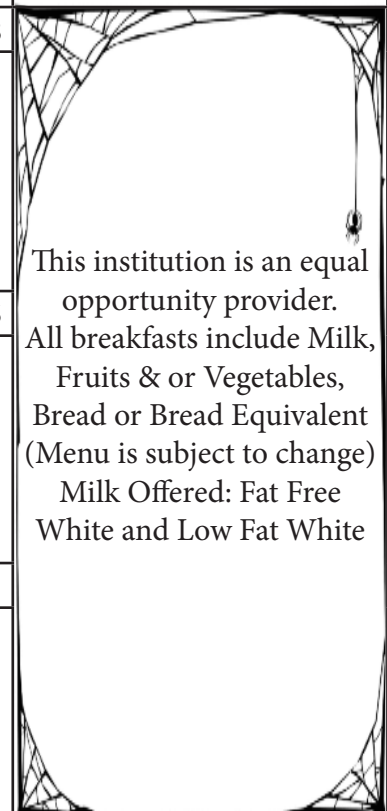 This institution is an equal
opportunity provider.
All breakfasts include Milk,
Fruits & or Vegetables,
Bread or Bread Equivalent
(Menu is subject to change)
Milk Offered: Fat Free
White and Low Fat White